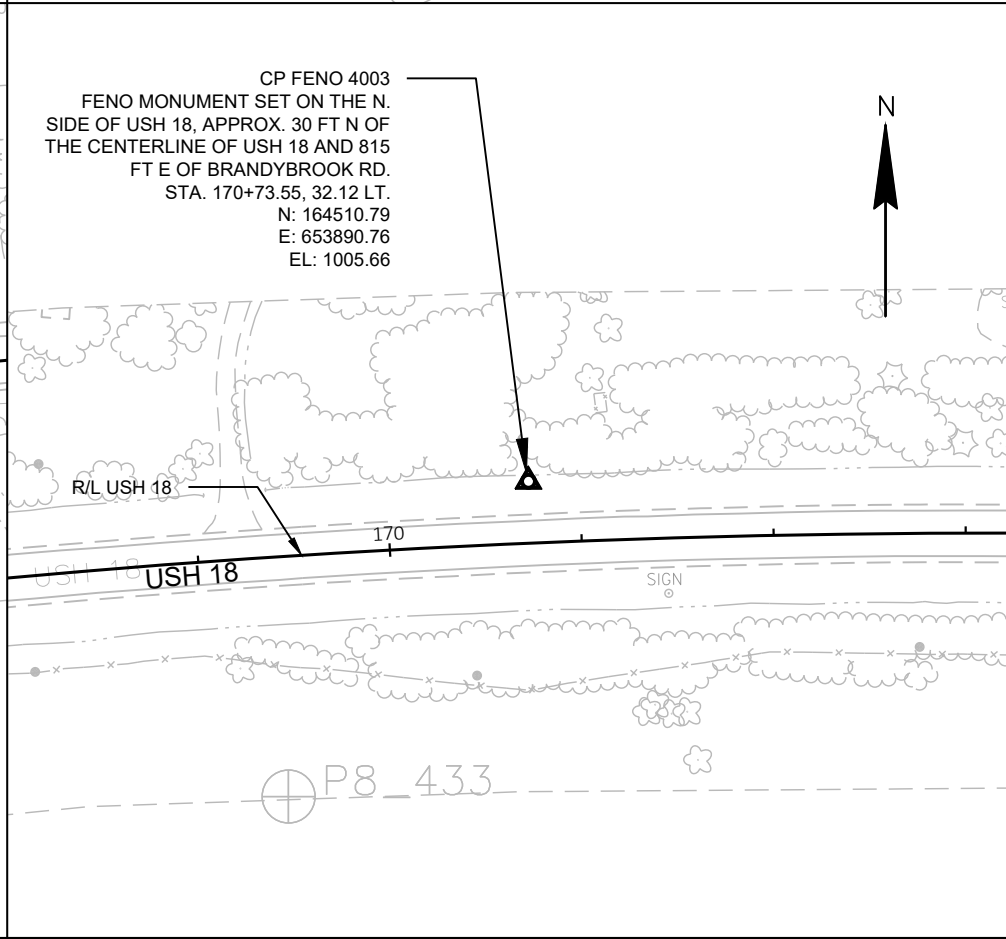 CP FENO 4003
FENO MONUMENT SET ON THE N.
SIDE OF USH 18, APPROX. 30 FT N OF
THE CENTERLINE OF USH 18 AND 815
FT E OF BRANDYBROOK RD.
STA. 170+73.55, 32.12 LT.
N: 164510.79
E: 653890.76
EL: 1005.66
N
R/L USH 18
170
USH 18
USH 18
SIGN
P8_433